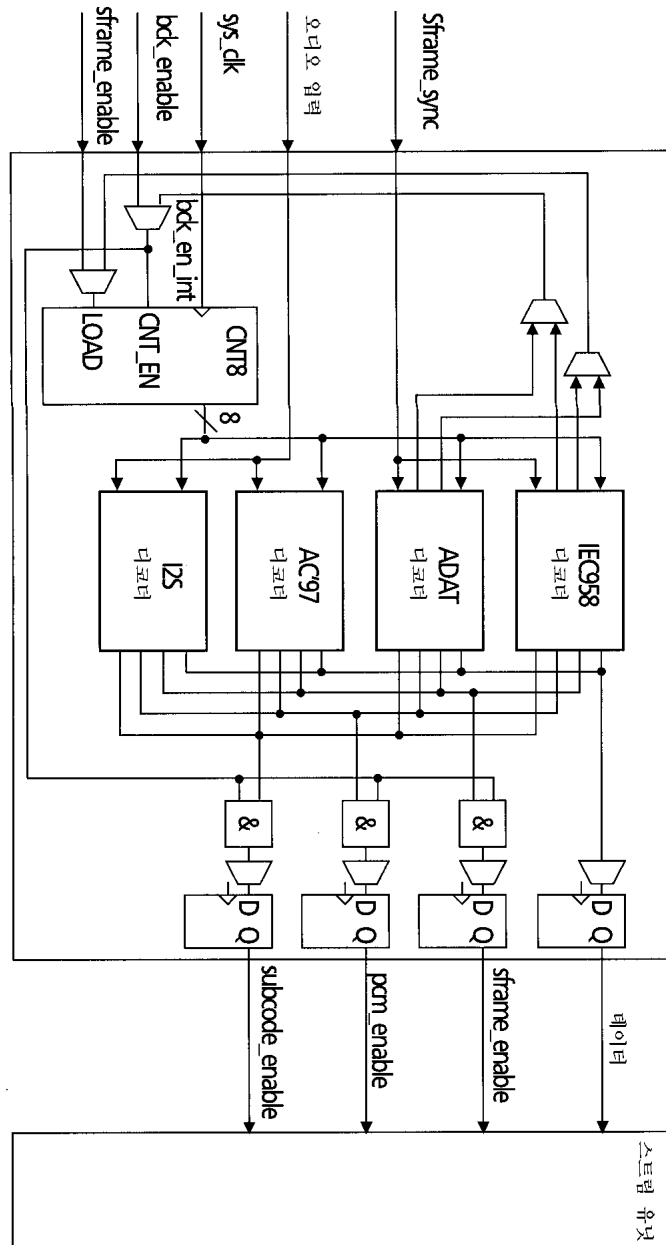 Sframe_sync
오디오 입력
sys_clk
bck_enable
sframe_enable
bck_en_int
CNT8
CNT_EN
LOAD
8
IEC958
디코더
ADAT
디코더
AC'97
디코더
I2S
디코더
&
&
&
D Q
D Q
D Q
D Q
데이터
sframe_enable
pcm_enable
subcode_enable
스트림 유닛